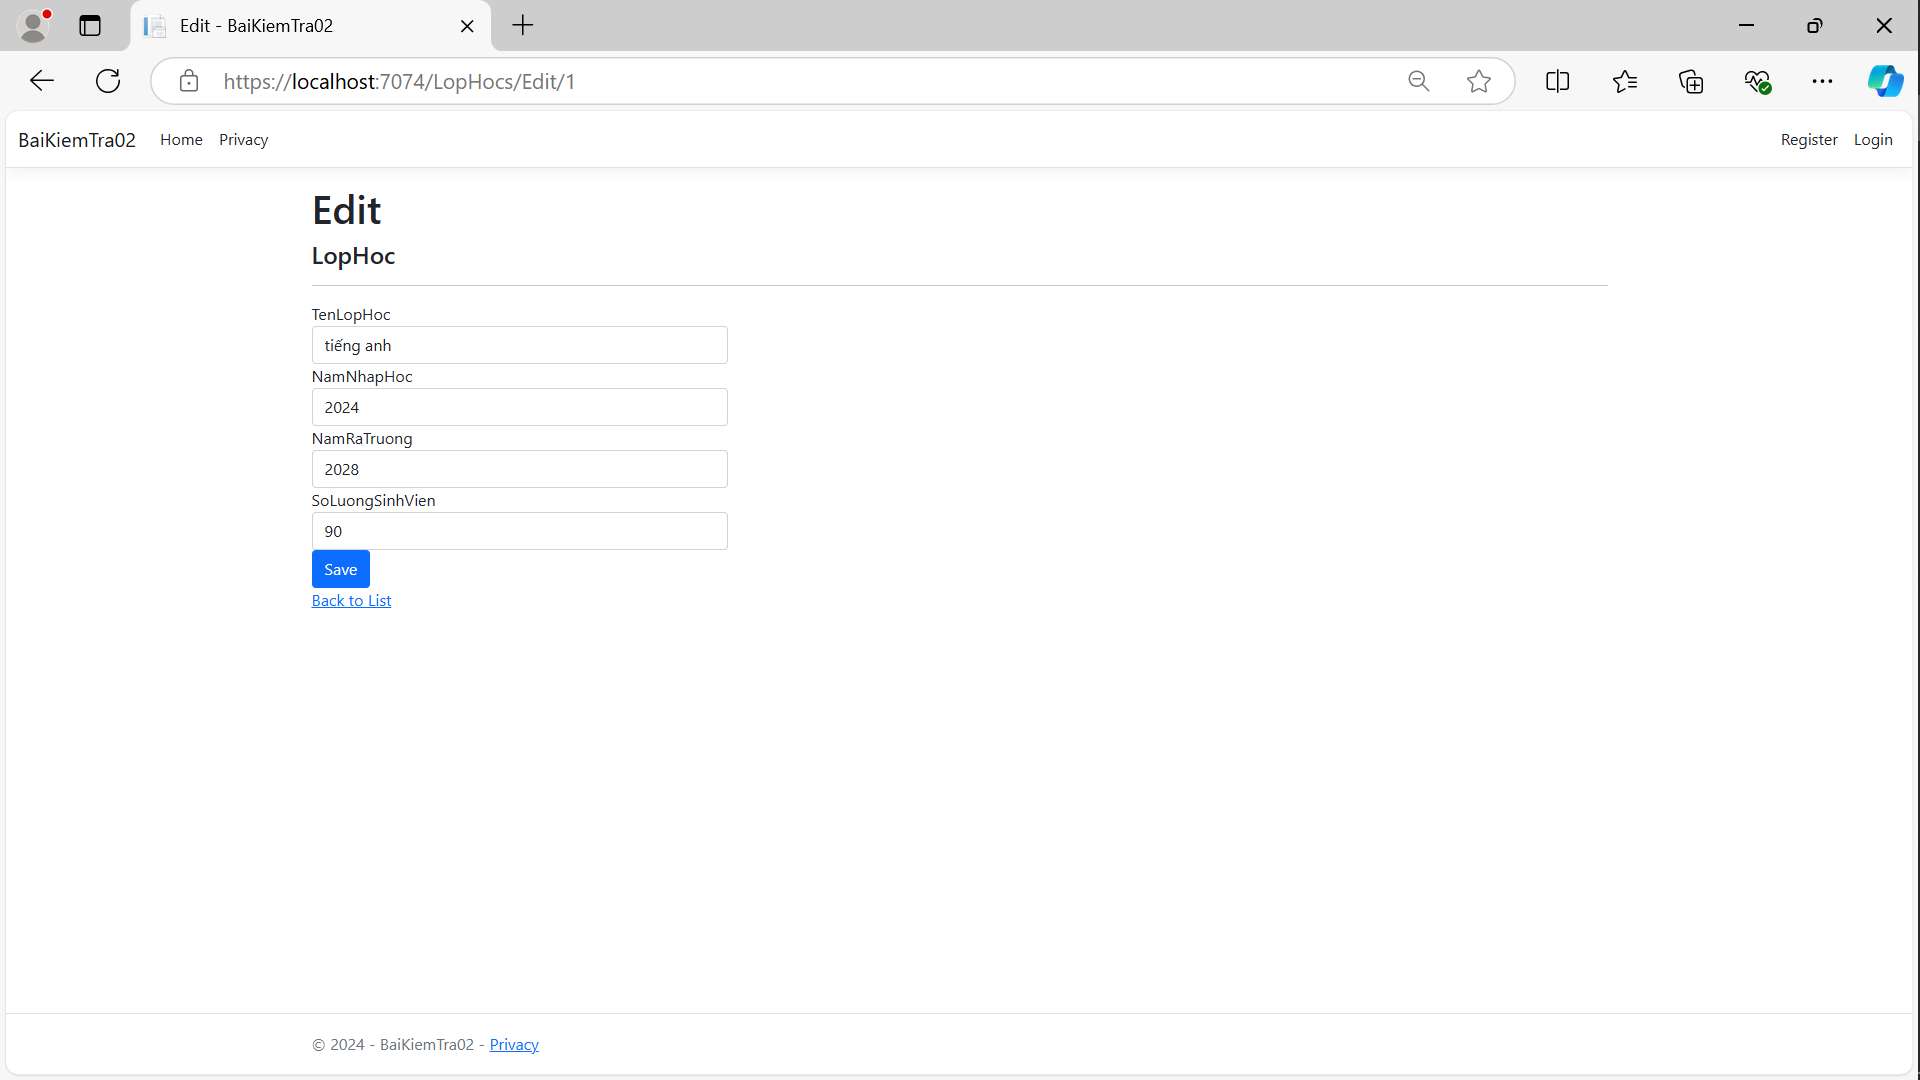 Edit - BaiKiemTra02
https://localhost:7074/LopHocs/Edit/1
BaiKiemTra02 Home Privacy Register Login
Edit
LopHoc
TenLopHoc
tiếng anh
NamNhapHoc
2024
NamRaTruong
2028
SoLuongSinhVien
90
Save
Back to List
© 2024 - BaiKiemTra02 - Privacy